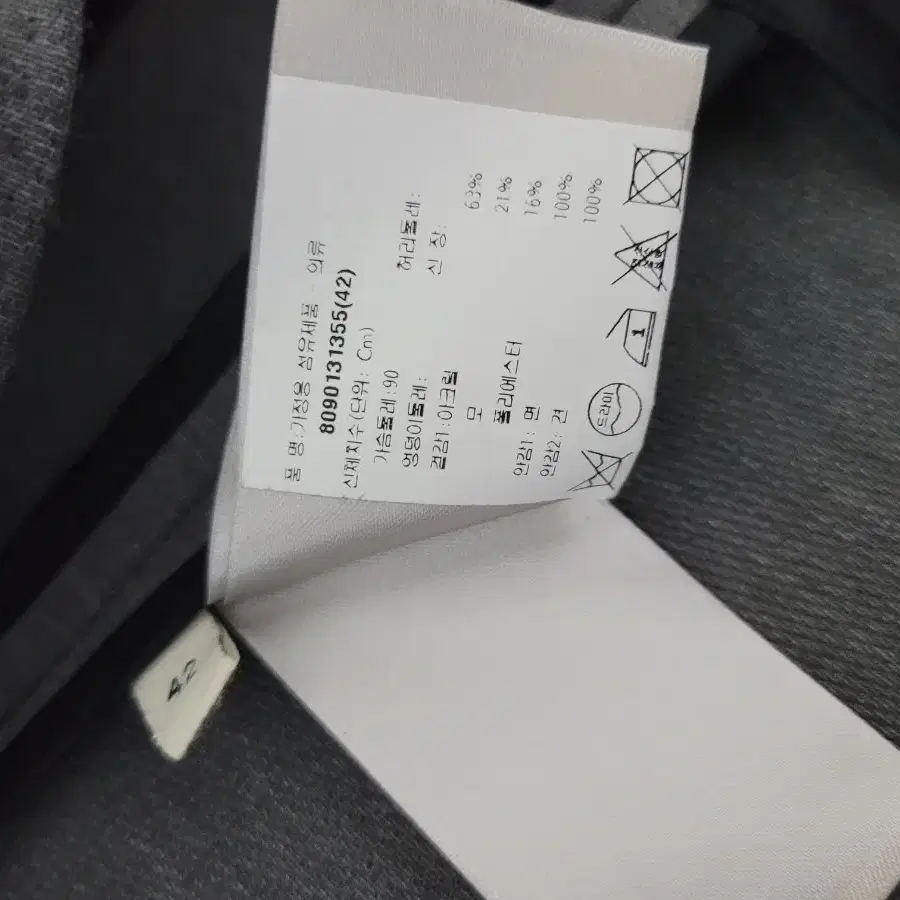 품 명:가정용 섬유제품 - 의류
8090131355(42)
신체치수(단위: Cm)
가슴둘레:90 허리둘레:
엉덩이둘레: 신 장:
겉감1:아크릴 63%
모 21%
폴리에스터 16%
안감1: 면 100%
안감2: 견 100%
1
드라이
42